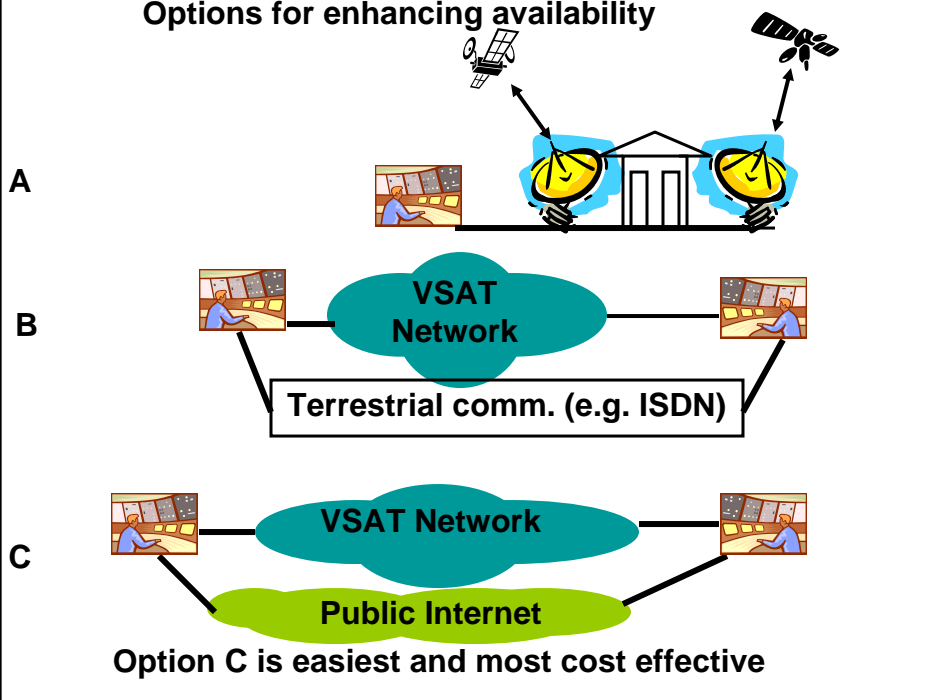 Options for enhancing availability
A
B
VSAT
Network
Terrestrial comm. (e.g. ISDN)
C
VSAT Network
Public Internet
Option C is easiest and most cost effective